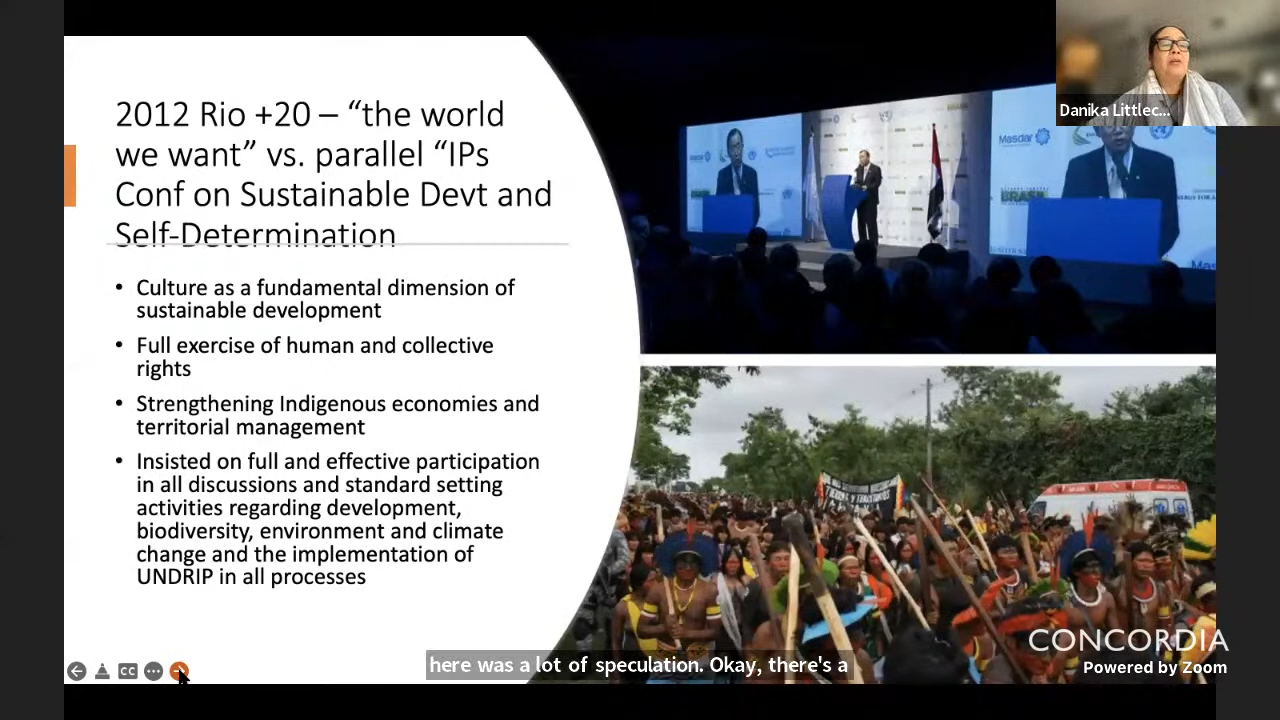 2012 Rio +20 – “the world
we want” vs. parallel “IPs
Conf on Sustainable Devt and
Self-Determination
• Culture as a fundamental dimension of
sustainable development
• Full exercise of human and collective
rights
• Strengthening Indigenous economies and
territorial management
• Insisted on full and effective participation
in all discussions and standard setting
activities regarding development,
biodiversity, environment and climate
change and the implementation of
UNDRIP in all processes
Masdar
BRASIL
Danika Littlec...
CC
here was a lot of speculation. Okay, there's a
CONCORDIA
Powered by Zoom